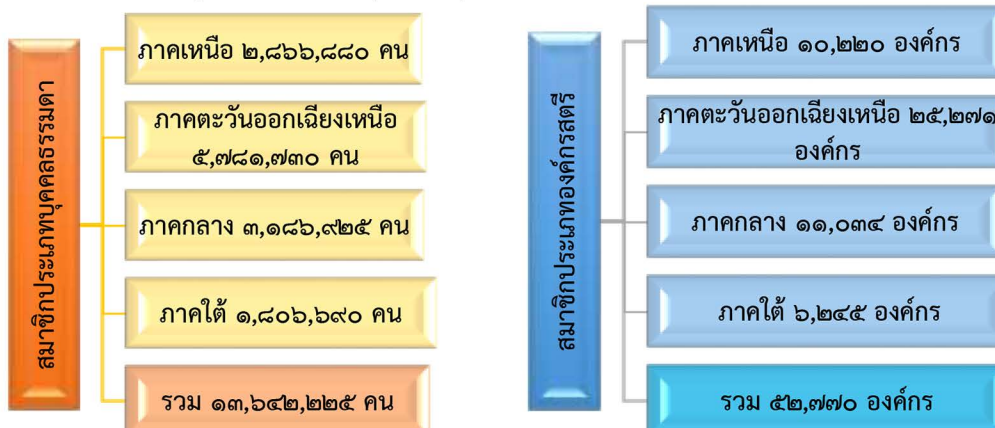 สมาชิกประเภทบุคคลธรรมดา
ภาคเหนือ ๒,๘๖๖,๘๘๐ คน
ภาคตะวันออกเฉียงเหนือ
๕,๗๘๑,๗๓๐ คน
ภาคกลาง ๓,๑๘๖,๙๒๕ คน
ภาคใต้ ๑,๘๐๖,๖๙๐ คน
รวม ๑๓,๖๔๒,๒๒๕ คน
สมาชิกประเภทองค์กรสตรี
ภาคเหนือ ๑๐,๒๒๐ องค์กร
ภาคตะวันออกเฉียงเหนือ ๒๕,๒๗๑
องค์กร
ภาคกลาง ๑๑,๐๓๔ องค์กร
ภาคใต้ ๖,๒๔๕ องค์กร
รวม ๕๒,๗๗๐ องค์กร